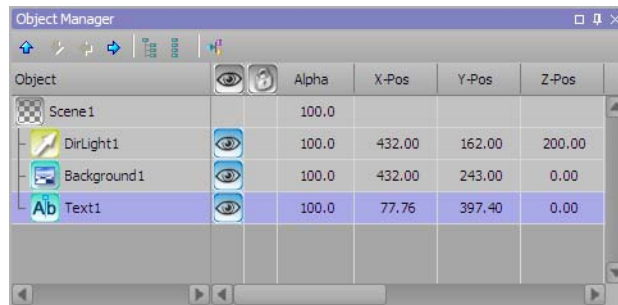 Object Manager
Object Alpha X-Pos Y-Pos Z-Pos
Scene1 100.0
DirLight1 100.0 432.00 162.00 200.00
Background1 100.0 432.00 243.00 0.00
Ab Text1 100.0 77.76 397.40 0.00